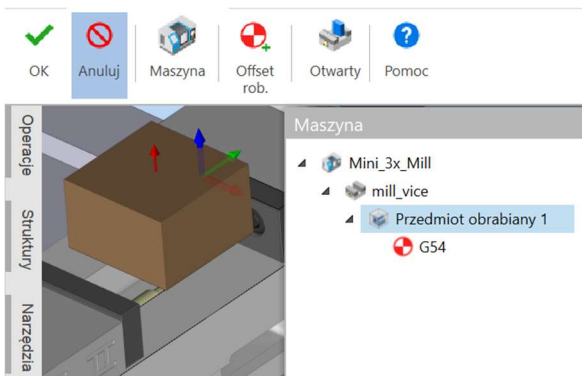 OK
Anuluj
Maszyna
Offset
rob.
Otwarty
Pomoc
Operacje
Struktury
Narzędzia
Maszyna
Mini_3x_Mill
mill_vice
Przedmiot obrabiany 1
G54